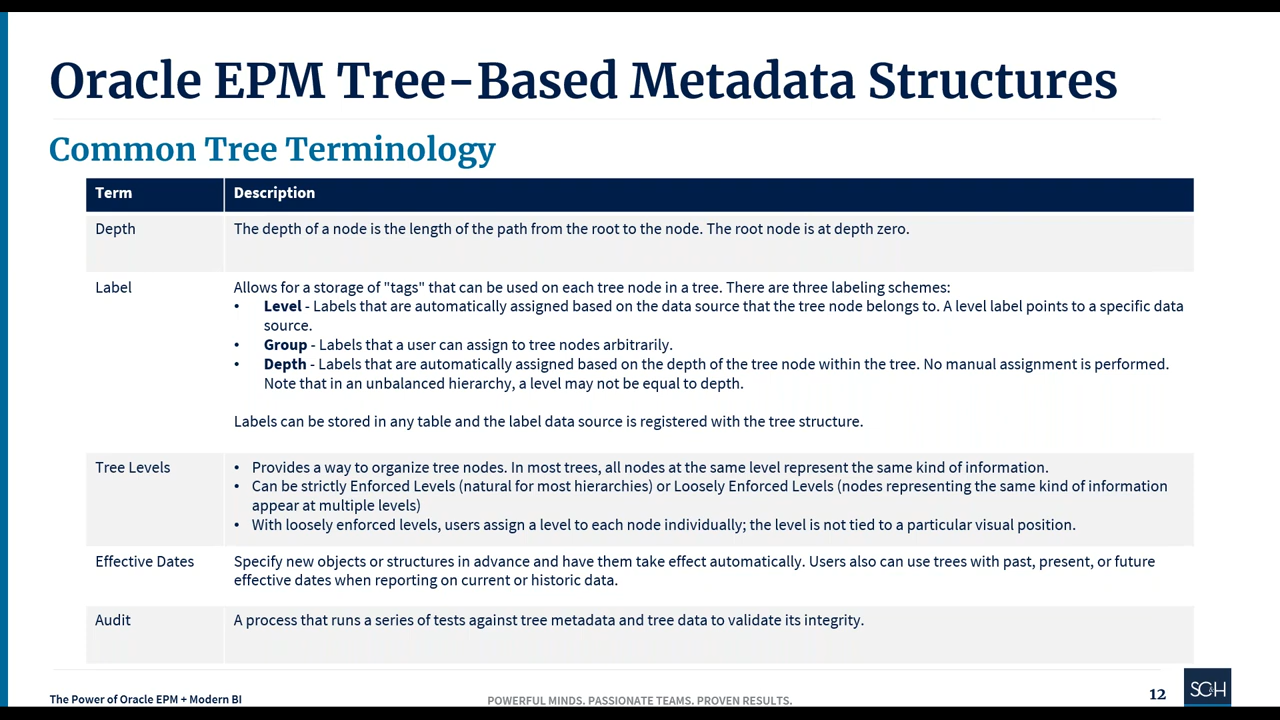 Oracle EPM Tree-Based Metadata Structures
Common Tree Terminology
Term Description
Depth The depth of a node is the length of the path from the root to the node. The root node is at depth zero.
Label Allows for a storage of "tags" that can be used on each tree node in a tree. There are three labeling schemes:
• Level - Labels that are automatically assigned based on the data source that the tree node belongs to. A level label points to a specific data
source.
• Group - Labels that a user can assign to tree nodes arbitrarily.
• Depth - Labels that are automatically assigned based on the depth of the tree node within the tree. No manual assignment is performed.
Note that in an unbalanced hierarchy, a level may not be equal to depth.
Labels can be stored in any table and the label data source is registered with the tree structure.
Tree Levels • Provides a way to organize tree nodes. In most trees, all nodes at the same level represent the same kind of information.
• Can be strictly Enforced Levels (natural for most hierarchies) or Loosely Enforced Levels (nodes representing the same kind of information
appear at multiple levels)
• With loosely enforced levels, users assign a level to each node individually; the level is not tied to a particular visual position.
Effective Dates Specify new objects or structures in advance and have them take effect automatically. Users also can use trees with past, present, or future
effective dates when reporting on current or historic data.
Audit A process that runs a series of tests against tree metadata and tree data to validate its integrity.
The Power of Oracle EPM + Modern BI POWERFUL MINDS. PASSIONATE TEAMS. PROVEN RESULTS. 12 SC&H